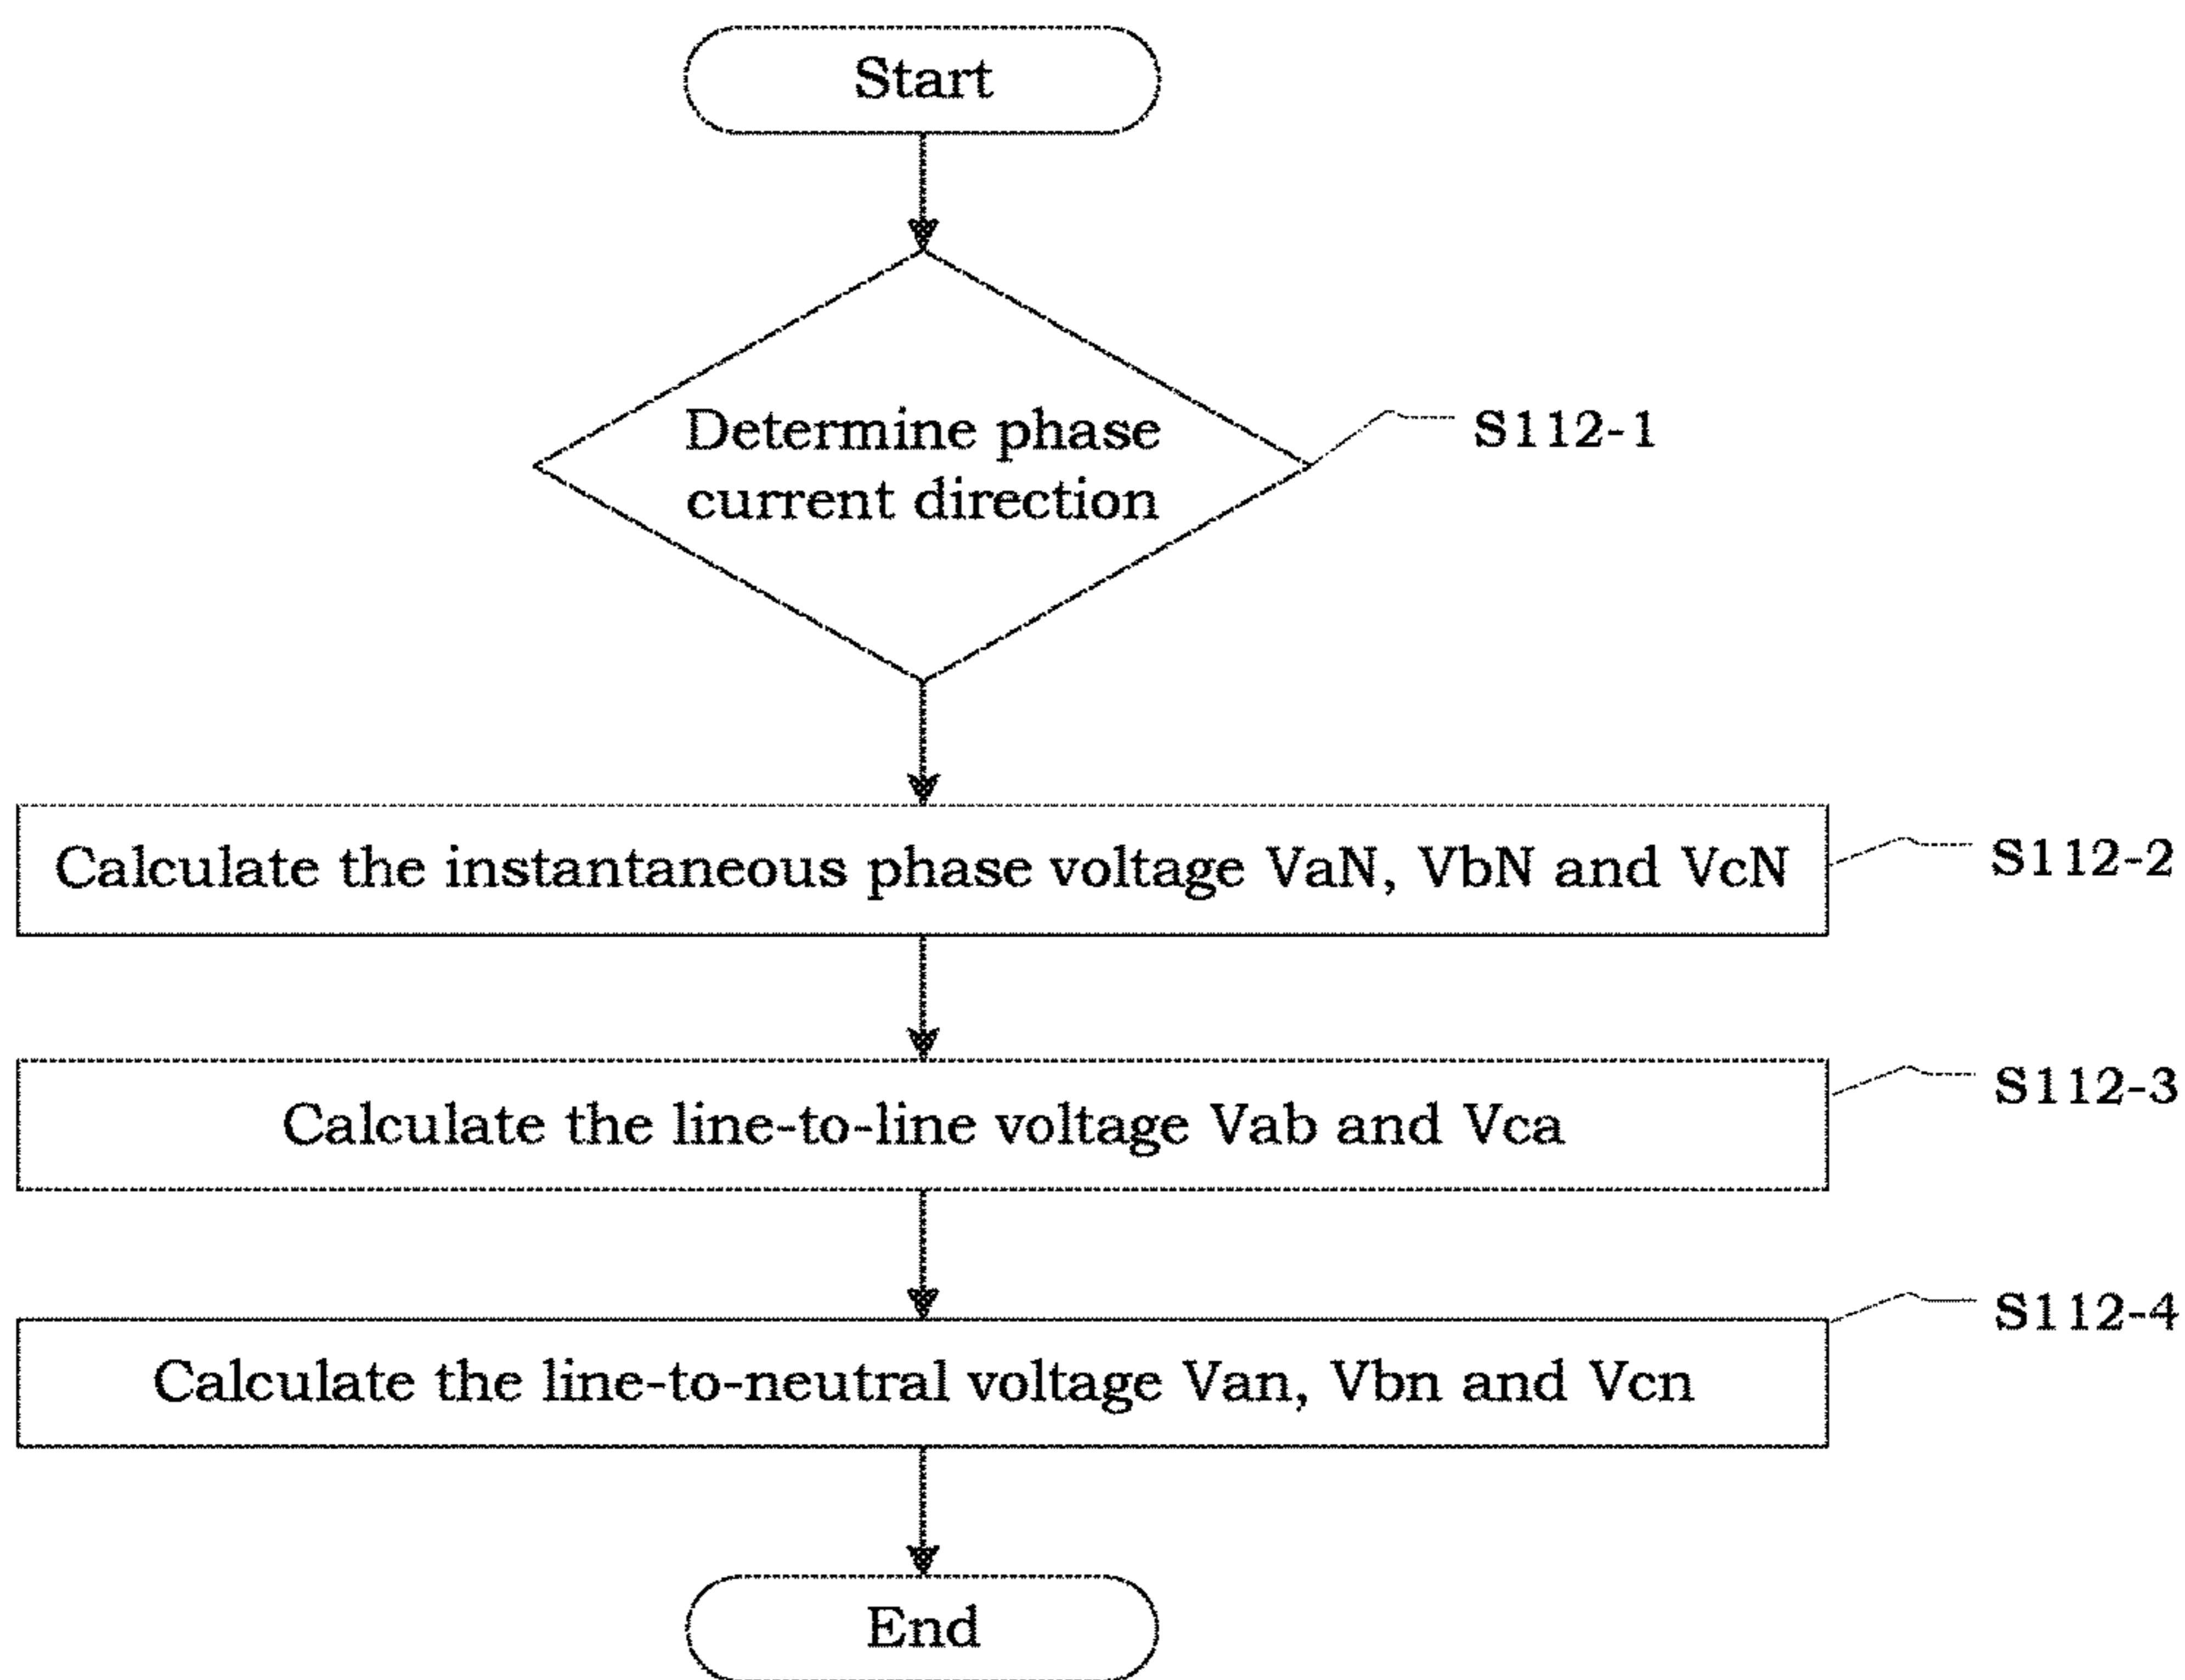 Start
Determine phase
current direction
S112-1
Calculate the instantaneous phase voltage VaN, VbN and VcN
S112-2
Calculate the line-to-line voltage Vab and Vca
S112-3
Calculate the line-to-neutral voltage Van, Vbn and Vcn
S112-4
End